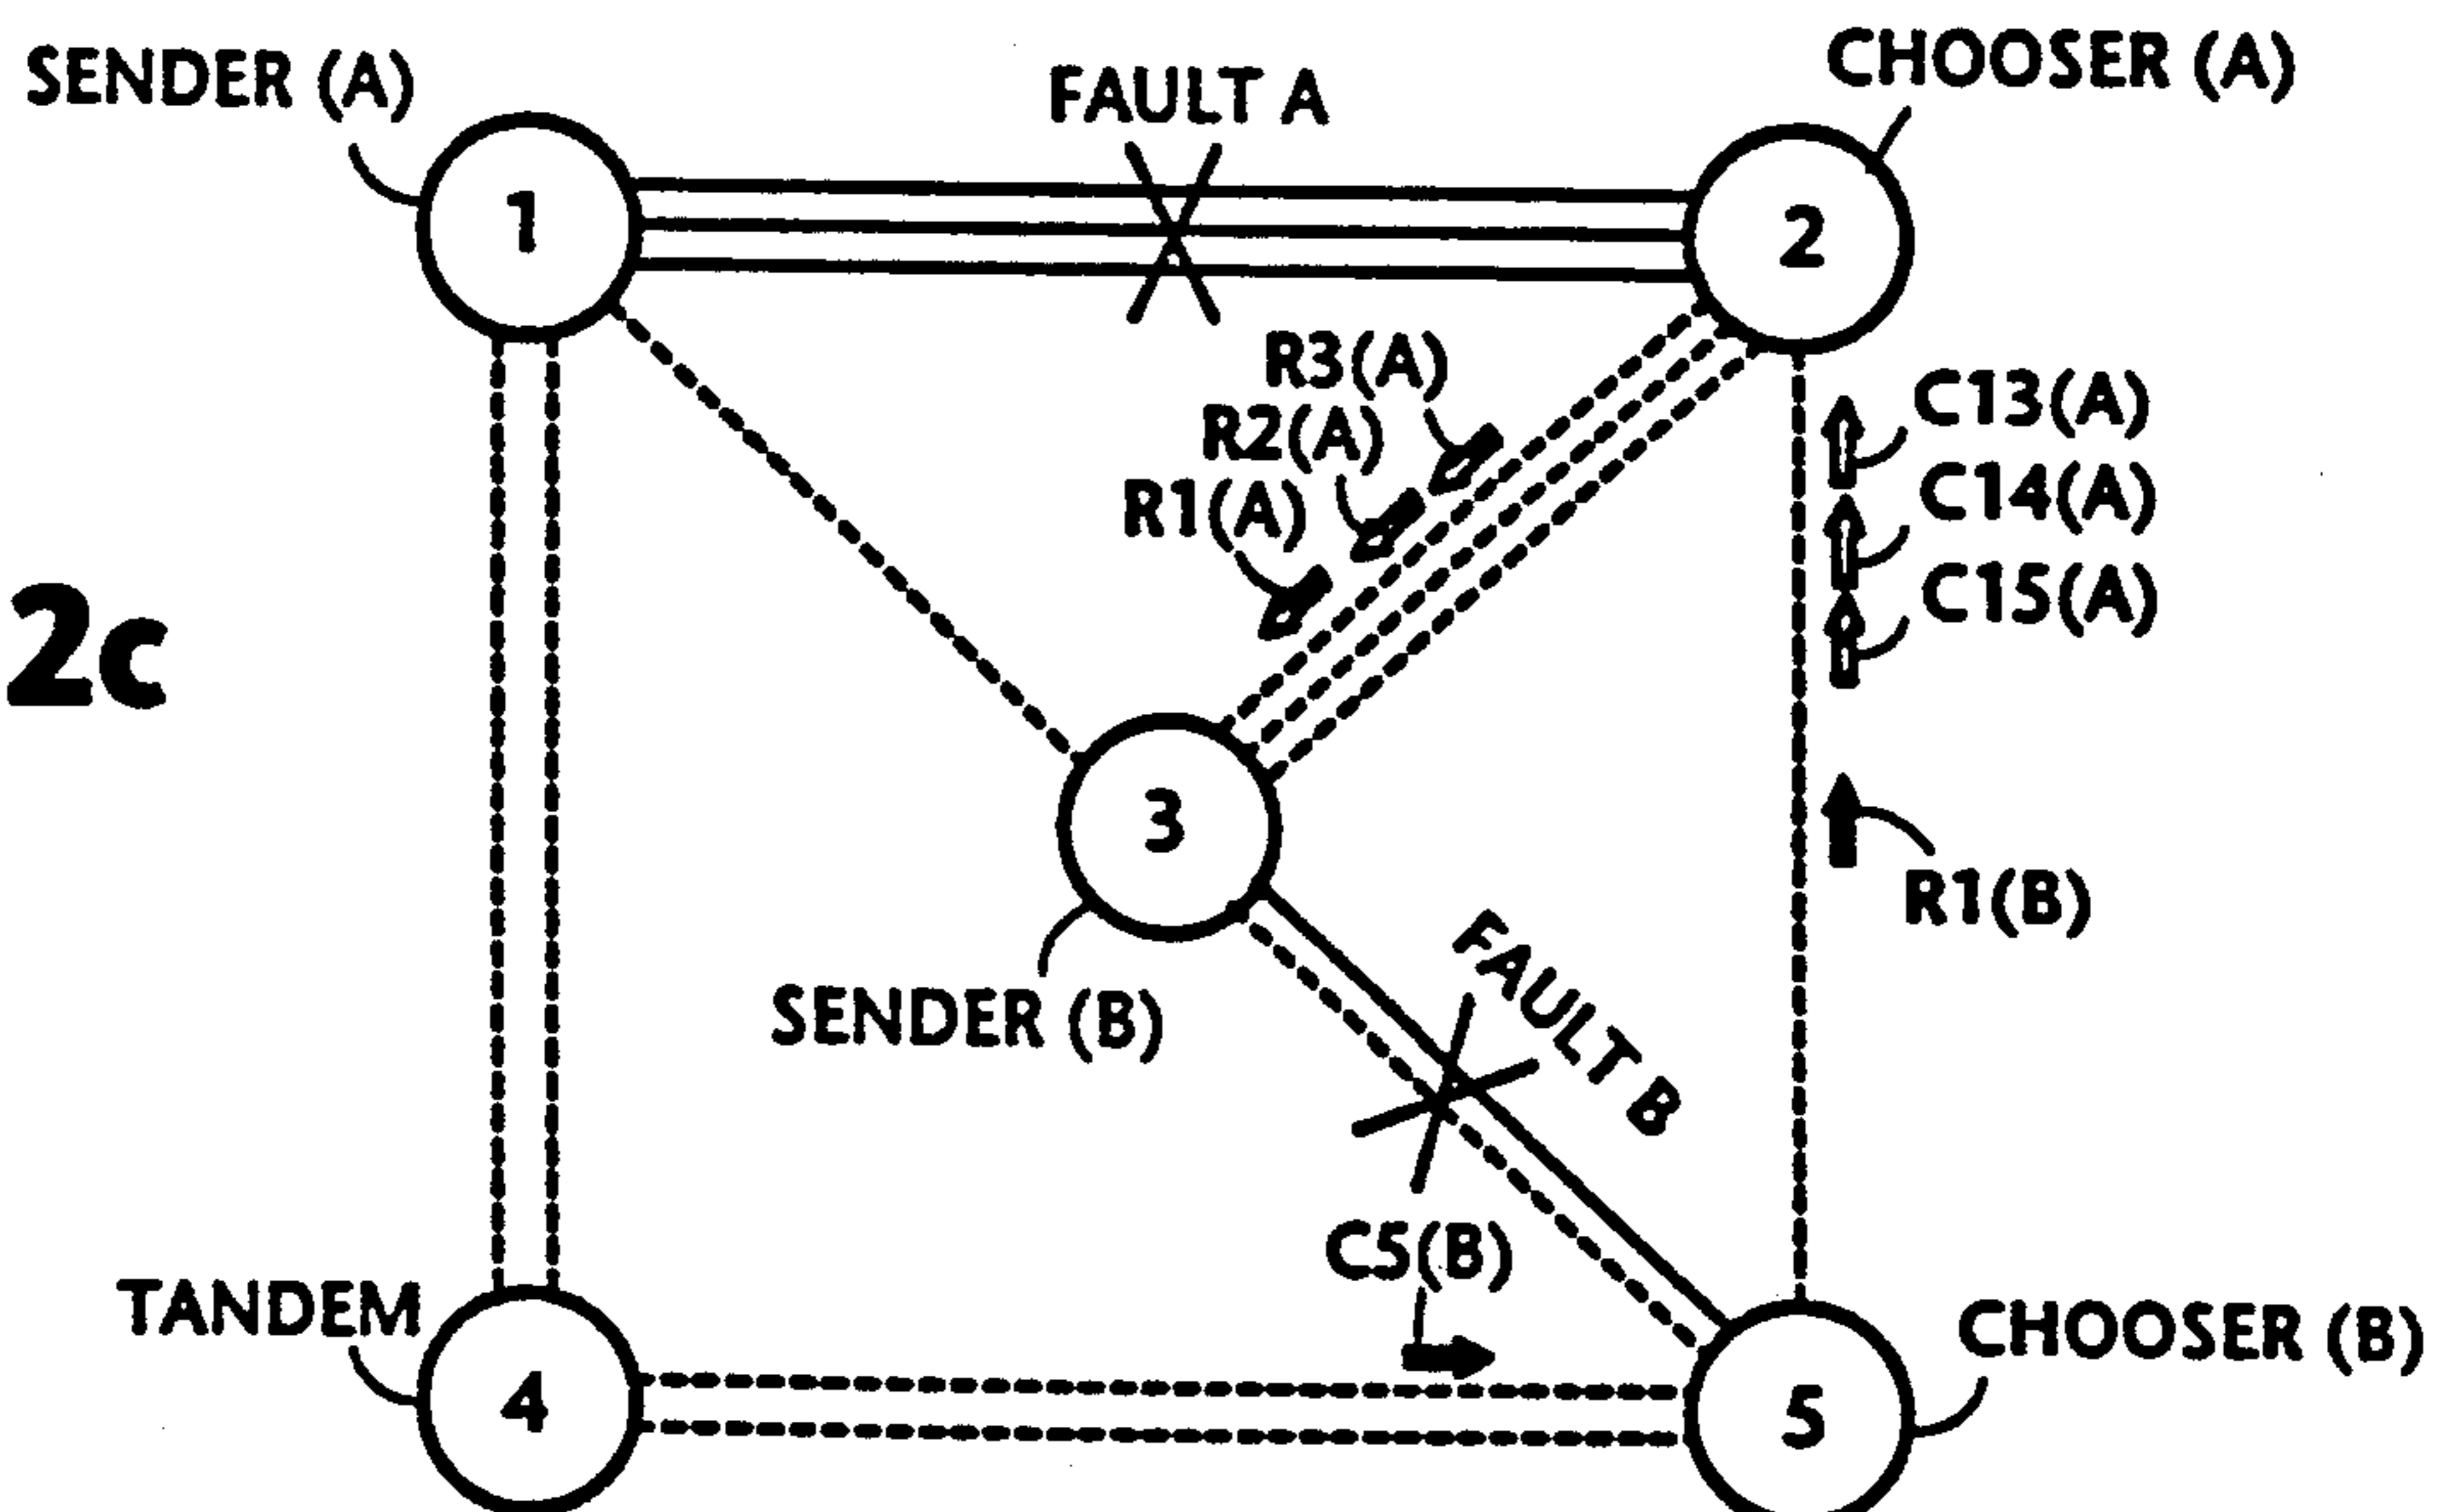 SENDER (A)
FAULT A
CHOOSER (A)
1
2
R3(A)
R2(A)
R1(A)
C13(A)
C14(A)
C15(A)
2c
3
R1(B)
SENDER (B)
FAULT B
C5(B)
TANDEM
CHOOSER (B)
4
5